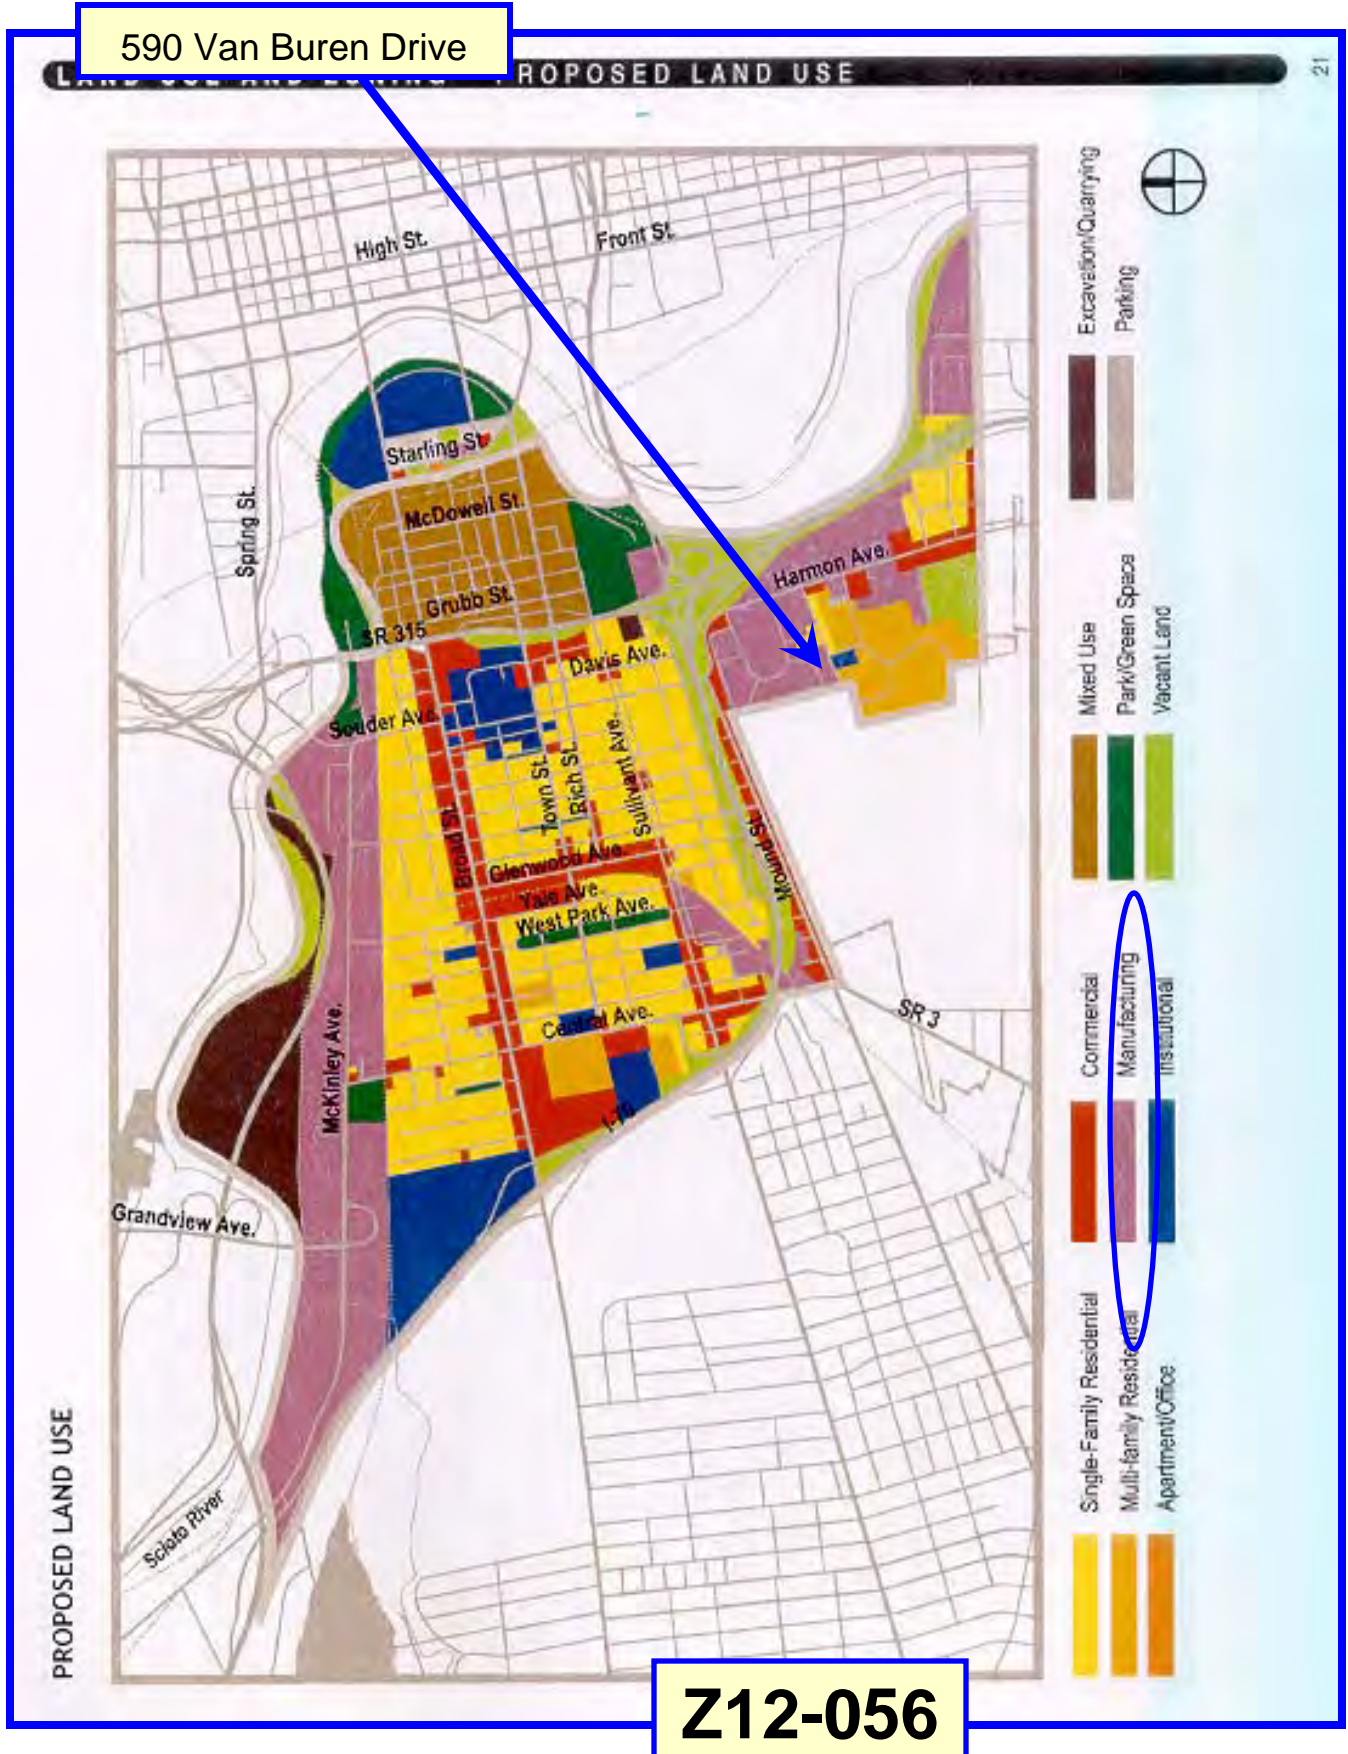 590 Van Buren Drive
PROPOSED LAND USE
21
High St.
Front St.
Starling St.
McDowell St.
Spring St.
Grubb St.
SR 315
Harmon Ave.
Davis Ave.
Souder Ave.
Town St.
Rich St.
Sullivant Ave.
Broad St.
Mound St.
Glenwood Ave.
Yale Ave.
West Park Ave.
Central Ave.
SR 3
McKinley Ave.
I-70
Grandview Ave.
Scioto River
PROPOSED LAND USE
Single-Family Residential
Multi-family Residential
Apartment/Office
Commercial
Manufacturing
Institutional
Mixed Use
Park/Green Space
Vacant Land
Excavation/Quarrying
Parking
Z12-056